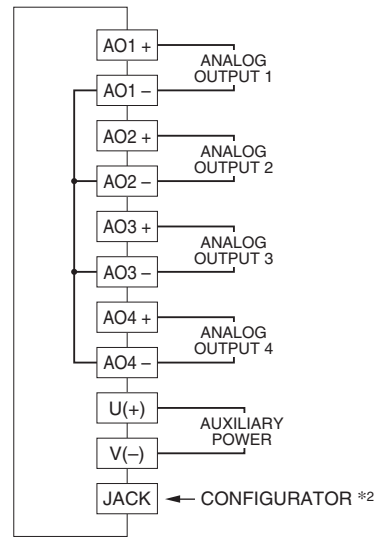 AO1 +
ANALOG
OUTPUT 1
AO1 –
AO2 +
ANALOG
OUTPUT 2
AO2 –
AO3 +
ANALOG
OUTPUT 3
AO3 –
AO4 +
ANALOG
OUTPUT 4
AO4 –
U(+)
AUXILIARY
POWER
V(–)
JACK CONFIGURATOR *2